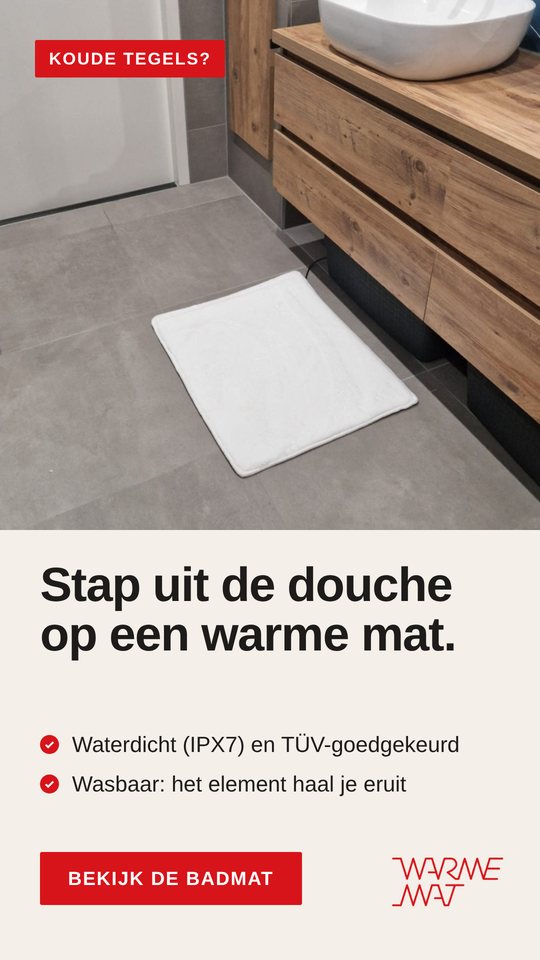 KOUDE TEGELS?
Stap uit de douche
op een warme mat.
Waterdicht (IPX7) en TÜV-goedgekeurd
Wasbaar: het element haal je eruit
BEKIJK DE BADMAT
WARME
MAT